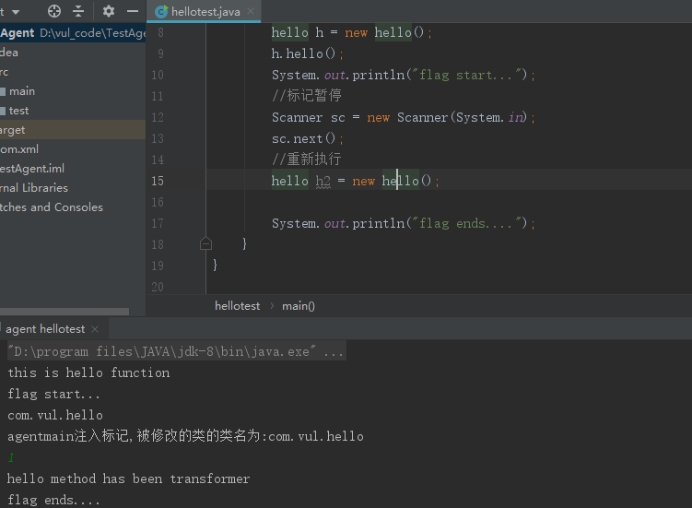 t
hellotest.java
Agent D:\vul_code\TestAge
dea
rc
main
test
arget
om.xml
estAgent.iml
rnal Libraries
tches and Consoles
8 hello h = new hello();
9 h.hello();
10 System.out.println("flag start...");
11 //标记暂停
12 Scanner sc = new Scanner(System.in);
13 sc.next();
14 //重新执行
15 hello h2 = new hello();
16
17 System.out.println("flag ends....");
18 }
19 }
20
hellotest > main()
agent hellotest
"D:\program files\JAVA\jdk-8\bin\java.exe" ...
this is hello function
flag start...
com.vul.hello
agentmain注入标记,被修改的类的类名为:com.vul.hello
1
hello method has been transformer
flag ends....